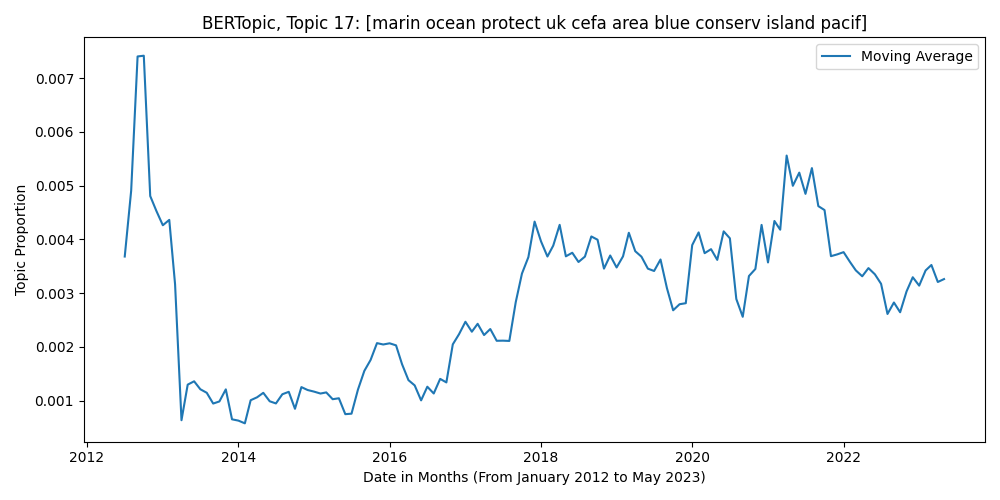 BERTopic, Topic 17: [marin ocean protect uk cefa area blue conserv island pacif]
Moving Average
Topic Proportion
0.007
0.006
0.005
0.004
0.003
0.002
0.001
2012 2014 2016 2018 2020 2022
Date in Months (From January 2012 to May 2023)